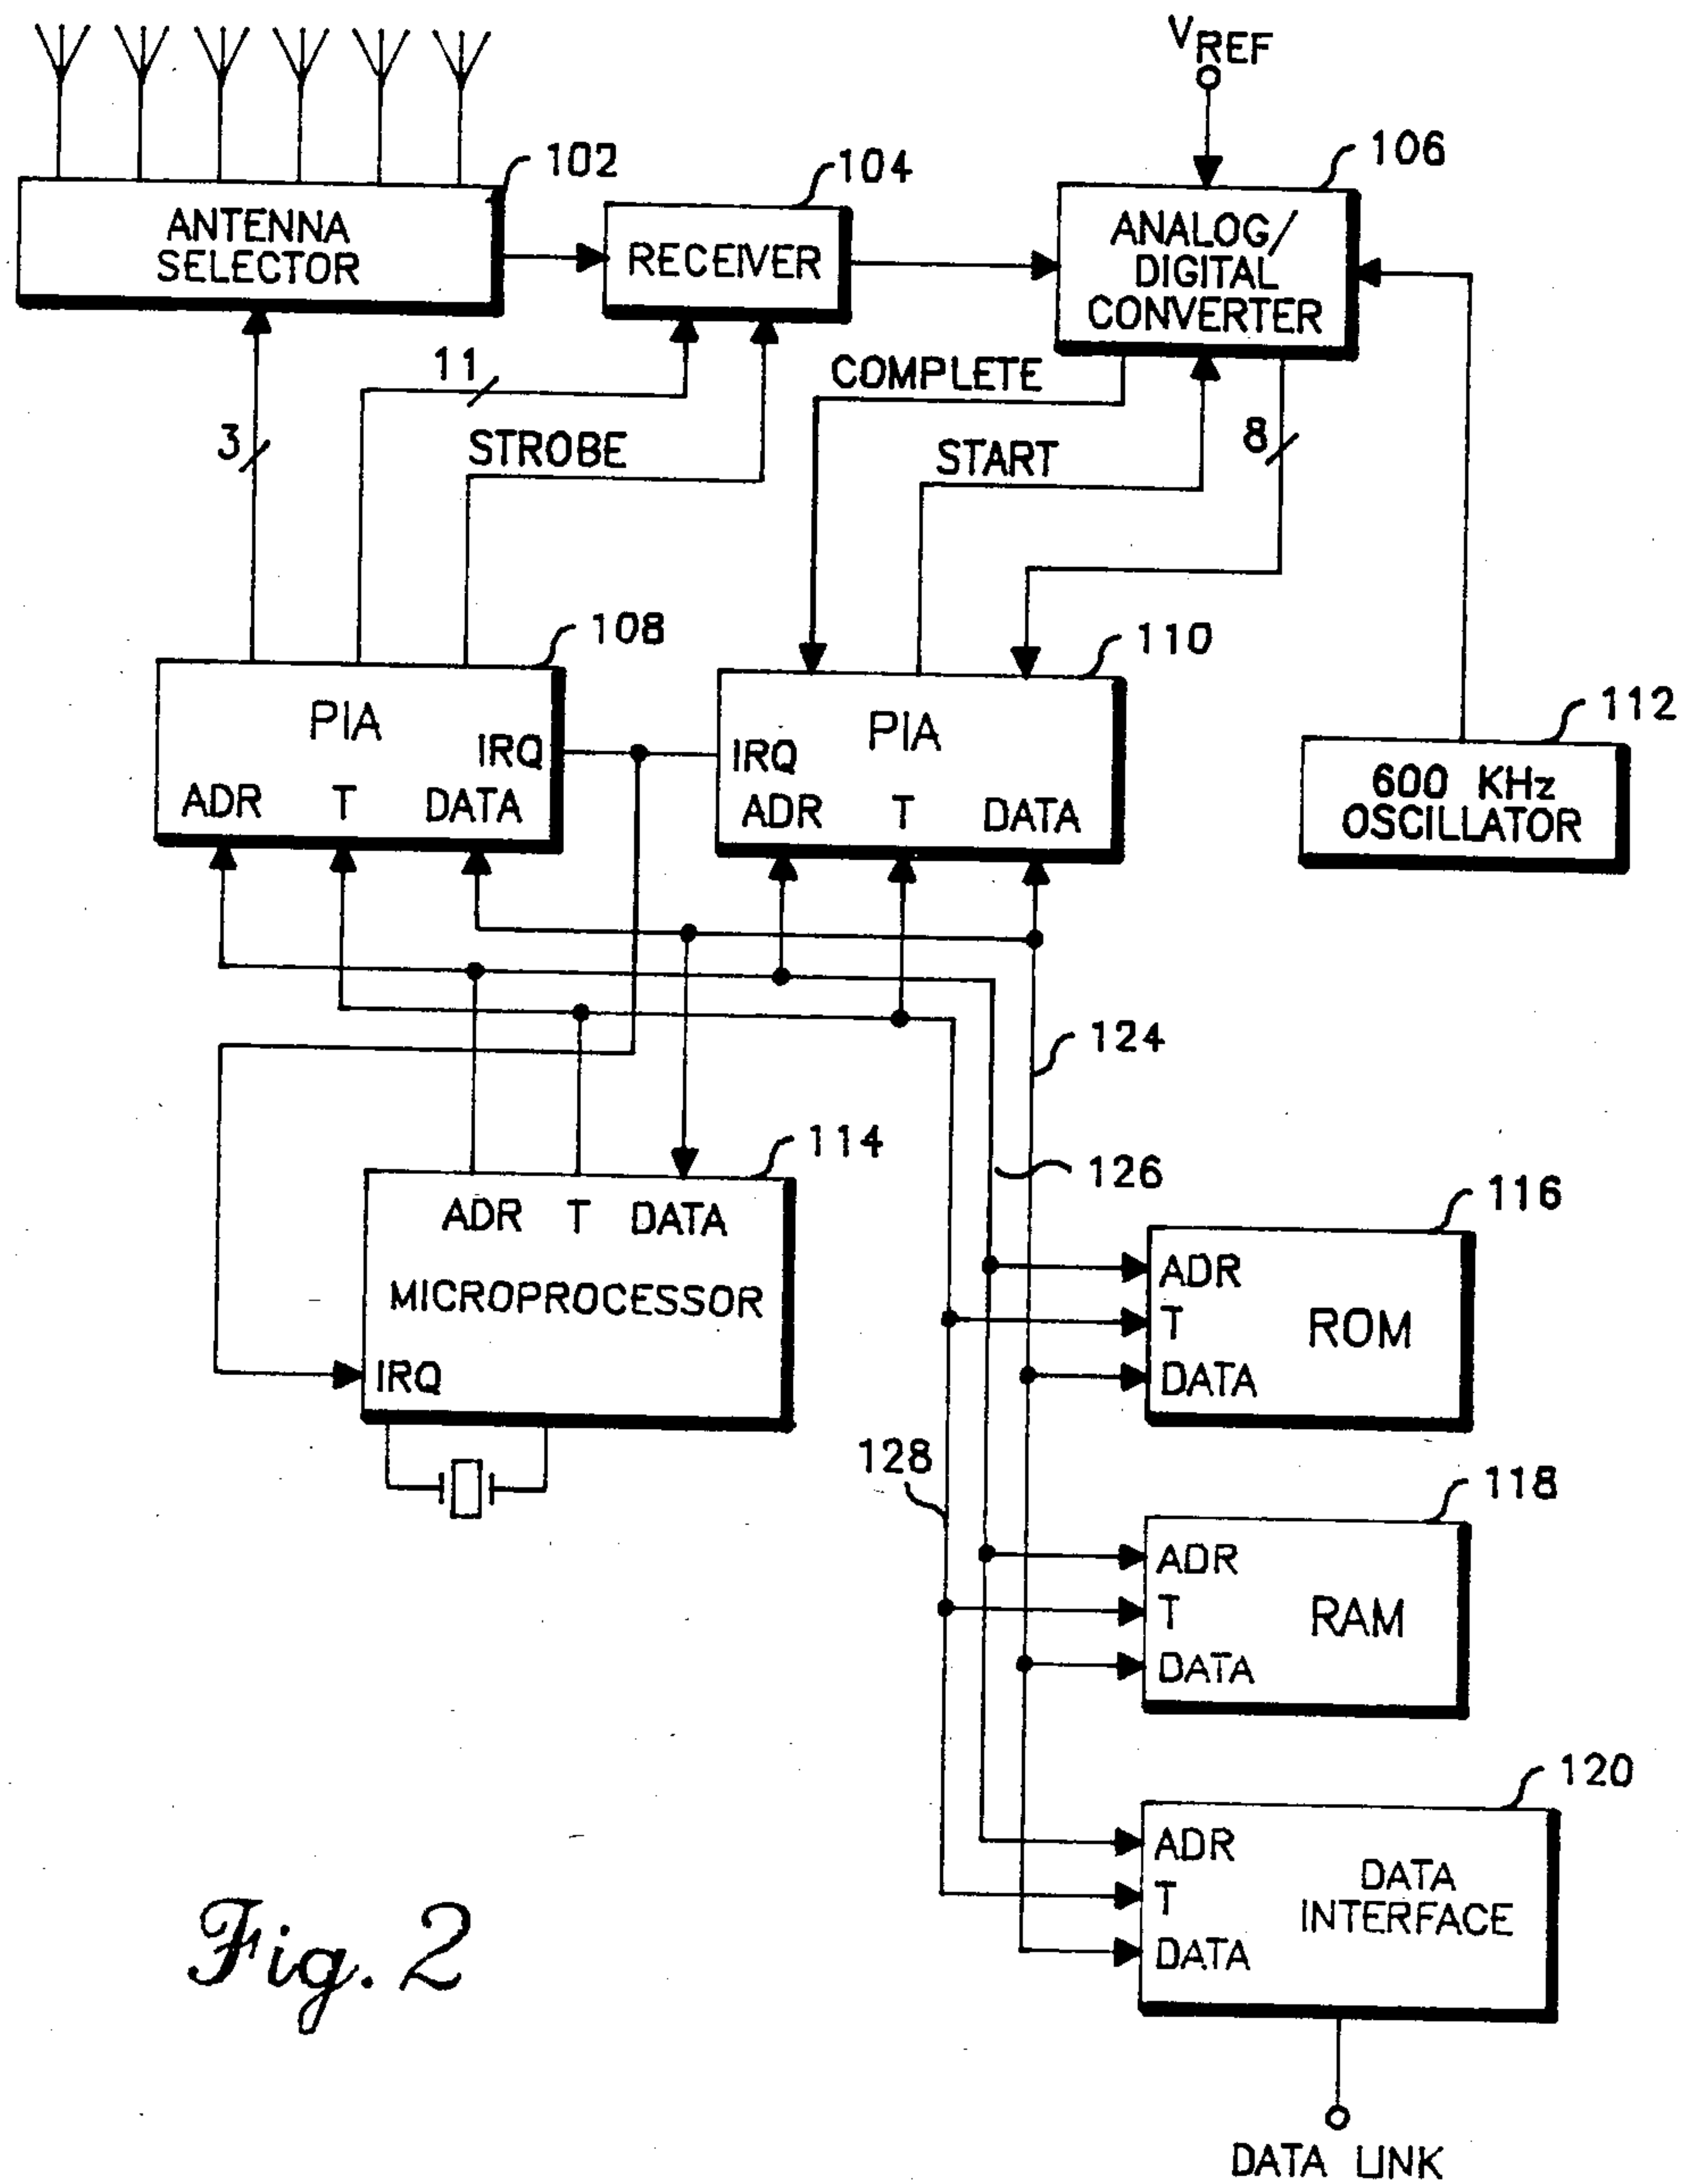 VREF
102
104
106
ANTENNA
SELECTOR
RECEIVER
ANALOG/
DIGITAL
CONVERTER
11
COMPLETE
3
STROBE
START
8
108
110
112
PIA
IRQ
ADR T DATA
PIA
IRQ
ADR T DATA
600 KHz
OSCILLATOR
124
114
126
116
ADR T DATA
MICROPROCESSOR
IRQ
ADR
T
DATA
ROM
128
118
ADR
T
DATA
RAM
120
ADR
T
DATA
DATA
INTERFACE
Fig. 2
DATA LINK